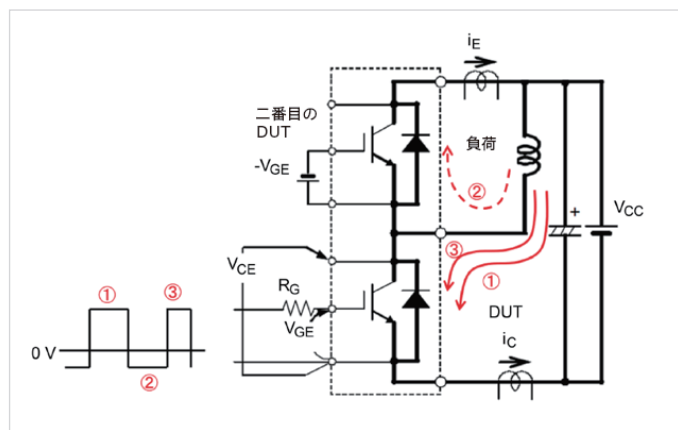 iE
二番目の
DUT
負荷
-VGE
②
+
VCC
VCE
③
①
③
RG
①
DUT
VGE
0 V
②
iC